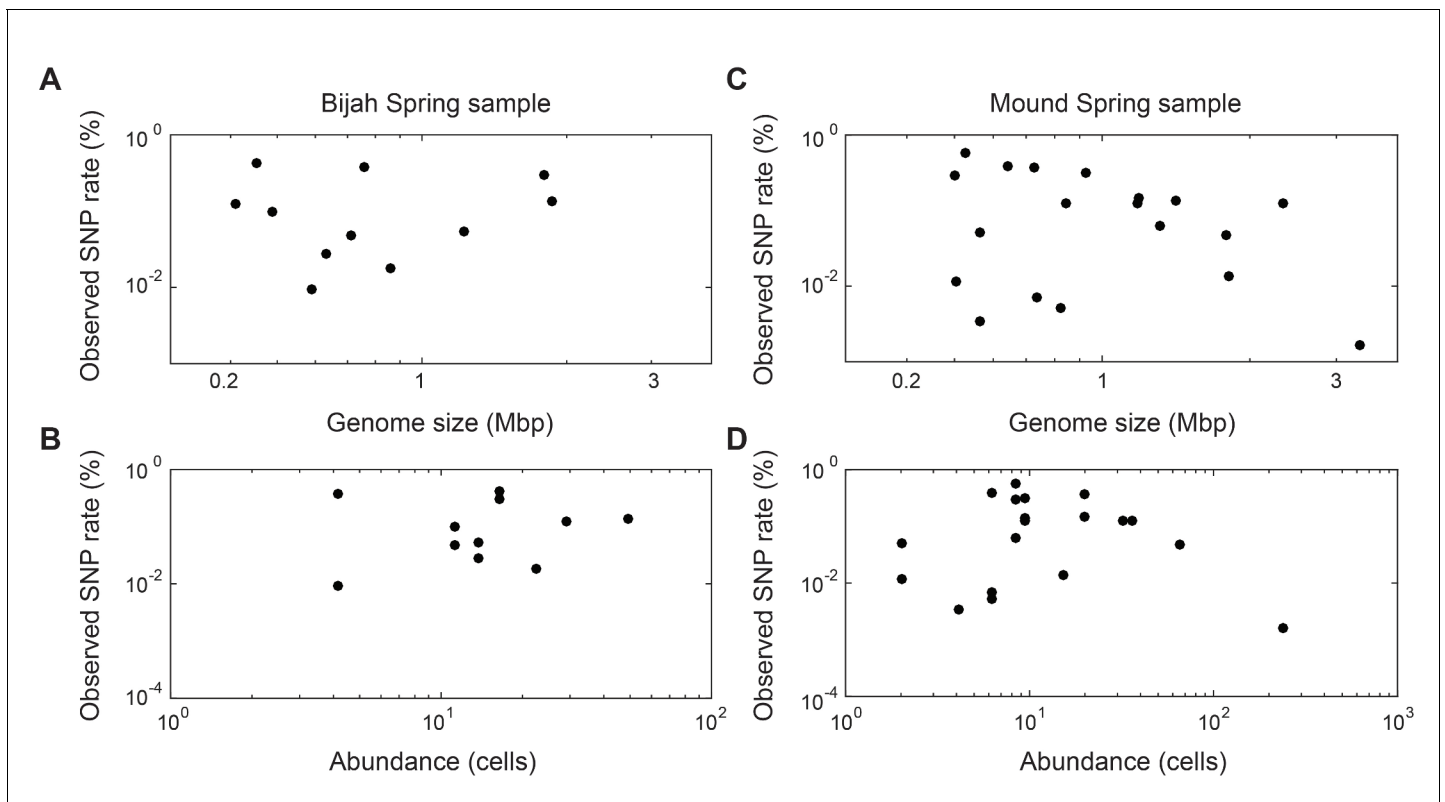 A
Bijah Spring sample
Observed SNP rate (%)
10^0
10^-2
0.2 1 3
Genome size (Mbp)
B
Observed SNP rate (%)
10^0
10^-2
10^-4
10^0 10^1 10^2
Abundance (cells)
C
Mound Spring sample
Observed SNP rate (%)
10^0
10^-2
0.2 1 3
Genome size (Mbp)
D
Observed SNP rate (%)
10^0
10^-2
10^-4
10^0 10^1 10^2 10^3
Abundance (cells)